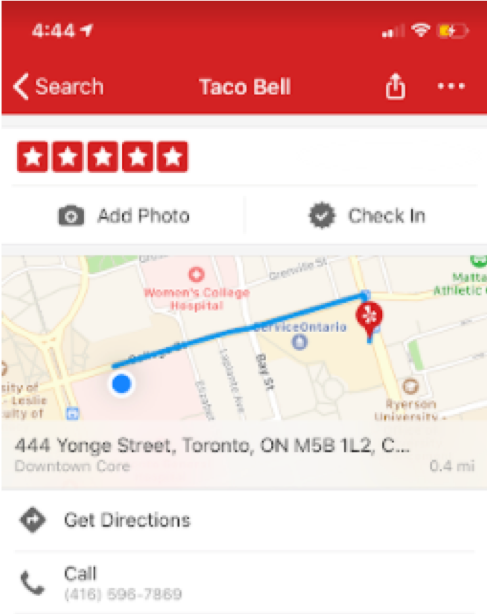 4:44
Search
Taco Bell
Add Photo
Check In
Grenville St
Women's College
Hospital
Matta
Athletic
ServiceOntario
College St
Laplante Ave
Bay St
Elizabet
sity of
- Leslie
ulty of
Ryerson
University -
444 Yonge Street, Toronto, ON M5B 1L2, C...
Downtown Core
0.4 mi
Get Directions
Call
(416) 596-7869